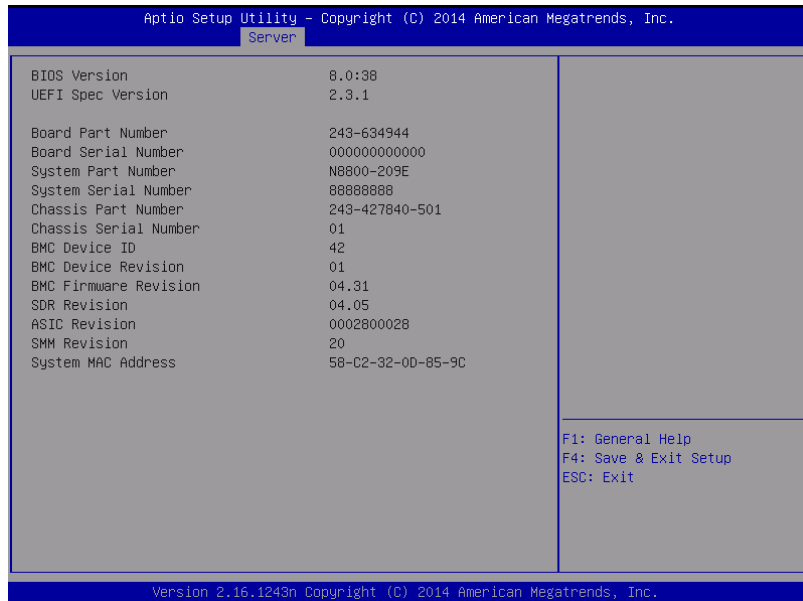 Aptio Setup Utility – Copyright (C) 2014 American Megatrends, Inc.
Server
BIOS Version 8.0:38
UEFI Spec Version 2.3.1
Board Part Number 243-634944
Board Serial Number 000000000000
System Part Number N8800-209E
System Serial Number 88888888
Chassis Part Number 243-427840-501
Chassis Serial Number 01
BMC Device ID 42
BMC Device Revision 01
BMC Firmware Revision 04.31
SDR Revision 04.05
ASIC Revision 0002800028
SMM Revision 20
System MAC Address 58-C2-32-0D-85-9C
F1: General Help
F4: Save & Exit Setup
ESC: Exit
Version 2.16.1243n Copyright (C) 2014 American Megatrends, Inc.